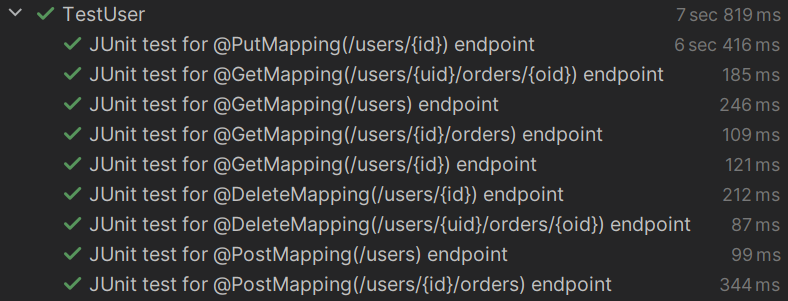 TestUser 7 sec 819 ms
JUnit test for @PutMapping(/users/{id}) endpoint 6 sec 416 ms
JUnit test for @GetMapping(/users/{uid}/orders/{oid}) endpoint 185 ms
JUnit test for @GetMapping(/users) endpoint 246 ms
JUnit test for @GetMapping(/users/{id}/orders) endpoint 109 ms
JUnit test for @GetMapping(/users/{id}) endpoint 121 ms
JUnit test for @DeleteMapping(/users/{id}) endpoint 212 ms
JUnit test for @DeleteMapping(/users/{uid}/orders/{oid}) endpoint 87 ms
JUnit test for @PostMapping(/users) endpoint 99 ms
JUnit test for @PostMapping(/users/{id}/orders) endpoint 344 ms